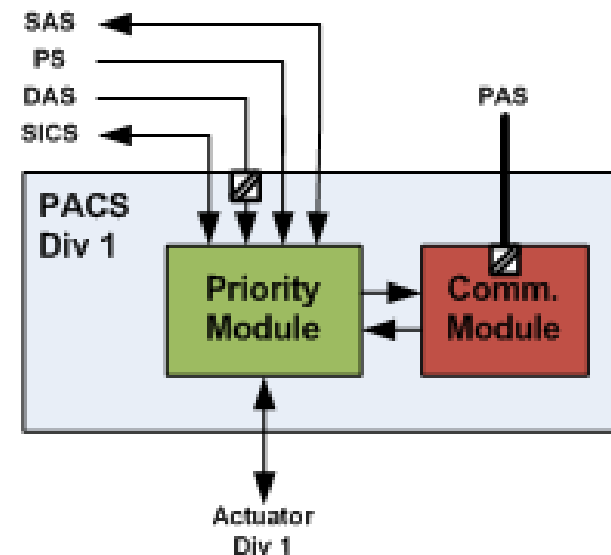 SAS
PS
DAS
SICS
PAS
PACS
Div 1
Priority
Module
Comm.
Module
Actuator
Div 1